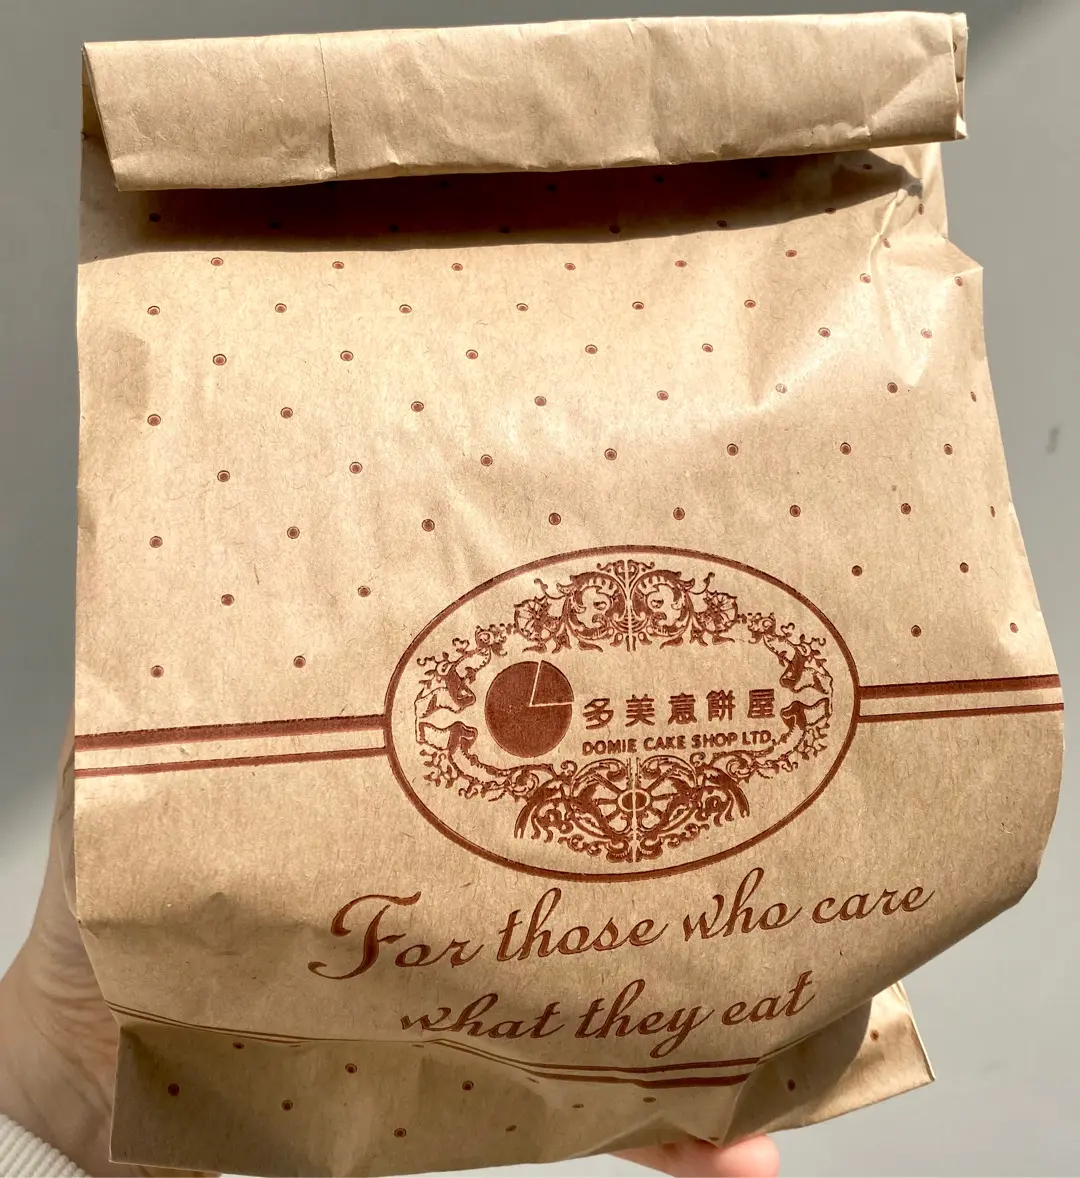 多美意餅屋
DOMIE CAKE SHOP LTD.
For those who care
what they eat